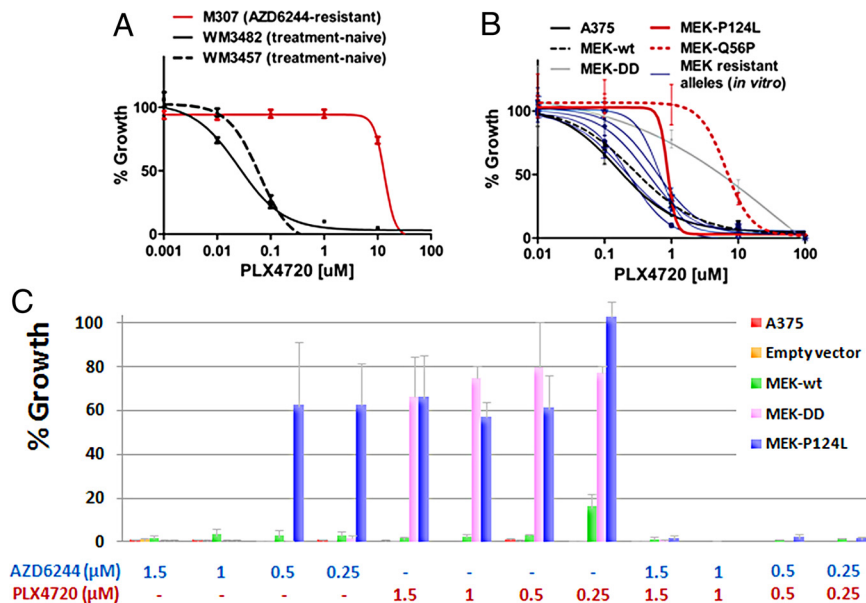 A
M307 (AZD6244-resistant)
WM3482 (treatment-naive)
WM3457 (treatment-naive)
% Growth
100
50
0
0.001 0.01 0.1 1 10 100
PLX4720 [uM]
B
A375
MEK-wt
MEK-DD
MEK-P124L
MEK-Q56P
MEK resistant
alleles (in vitro)
% Growth
100
50
0
0.01 0.1 1 10 100
PLX4720 [uM]
C
% Growth
100
80
60
40
20
0
A375
Empty vector
MEK-wt
MEK-DD
MEK-P124L
AZD6244 (μM) 1.5 1 0.5 0.25 - - - - 1.5 1 0.5 0.25
PLX4720 (μM) - - - - 1.5 1 0.5 0.25 1.5 1 0.5 0.25